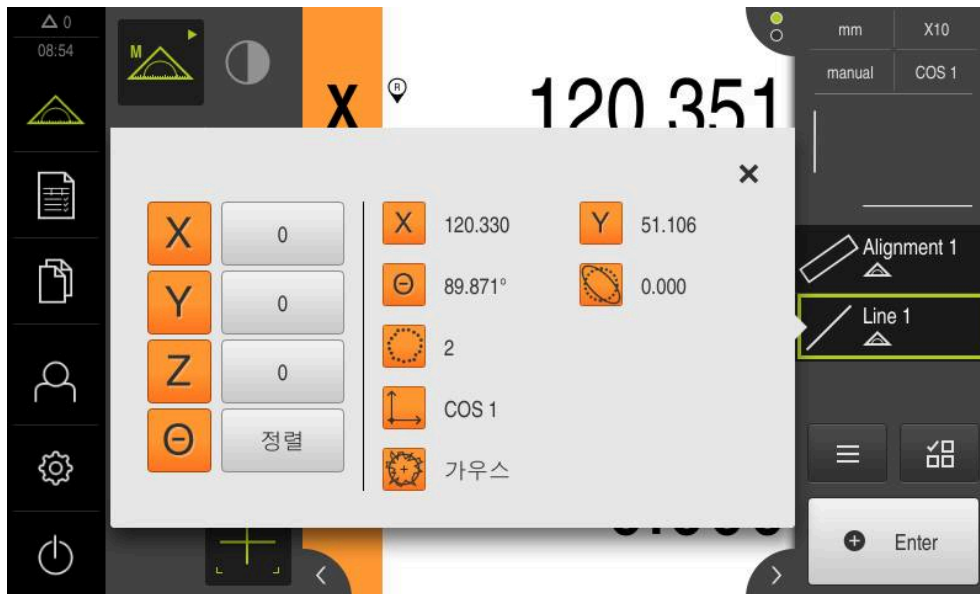 0
08:54
M
X
R
120.351
mm
X10
manual
COS 1
X
0
Y
0
Z
0
Θ
정렬
X
120.330
Y
51.106
Θ
89.871°
0.000
2
COS 1
가우스
Alignment 1
Line 1
Enter